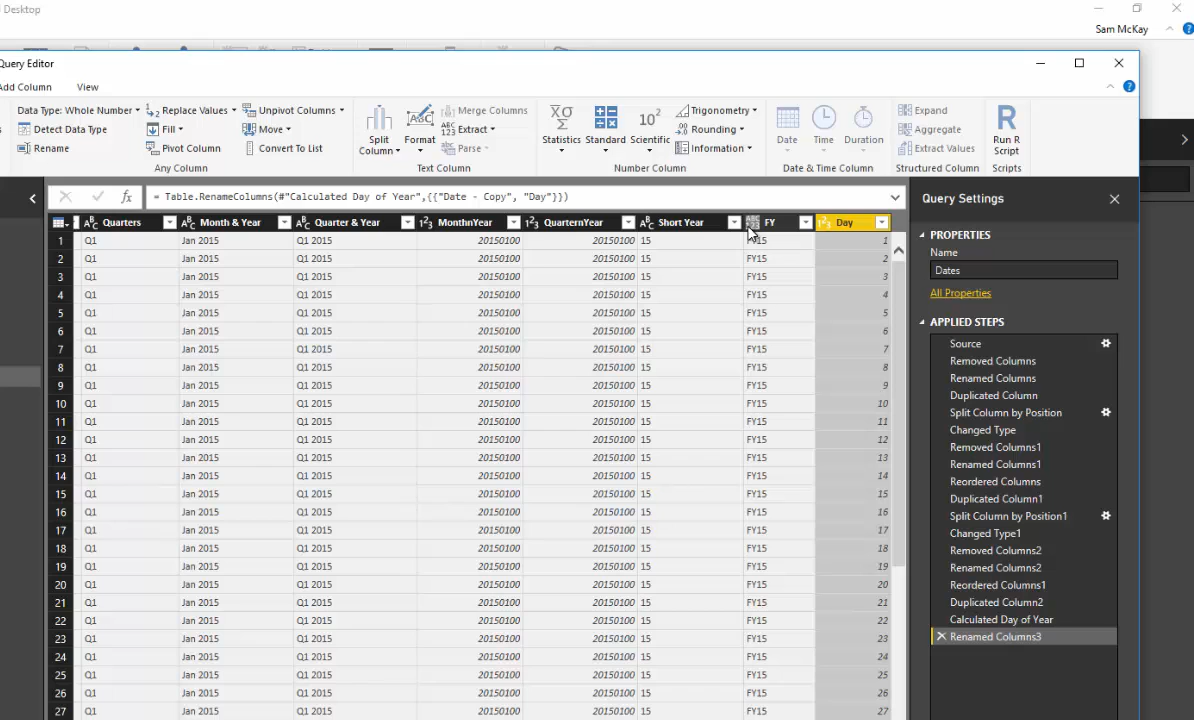 Desktop
Sam McKay
Query Editor
Add Column View
Data Type: Whole Number Replace Values Unpivot Columns Merge Columns Trigonometry Expand
Detect Data Type Fill Move Extract Rounding Aggregate
Rename Pivot Column Convert To List Split Column Format Parse Statistics Standard Scientific Information Date Time Duration Extract Values Run R Script
Any Column Text Column Number Column Date & Time Column Structured Column Scripts
= Table.RenameColumns(#"Calculated Day of Year",{{"Date - Copy", "Day"}})
Quarters Month & Year Quarter & Year MonthnYear QuarternYear Short Year FY Day
1 Q1 Jan 2015 Q1 2015 20150100 20150100 15 FY15 1
2 Q1 Jan 2015 Q1 2015 20150100 20150100 15 FY15 2
3 Q1 Jan 2015 Q1 2015 20150100 20150100 15 FY15 3
4 Q1 Jan 2015 Q1 2015 20150100 20150100 15 FY15 4
5 Q1 Jan 2015 Q1 2015 20150100 20150100 15 FY15 5
6 Q1 Jan 2015 Q1 2015 20150100 20150100 15 FY15 6
7 Q1 Jan 2015 Q1 2015 20150100 20150100 15 FY15 7
8 Q1 Jan 2015 Q1 2015 20150100 20150100 15 FY15 8
9 Q1 Jan 2015 Q1 2015 20150100 20150100 15 FY15 9
10 Q1 Jan 2015 Q1 2015 20150100 20150100 15 FY15 10
11 Q1 Jan 2015 Q1 2015 20150100 20150100 15 FY15 11
12 Q1 Jan 2015 Q1 2015 20150100 20150100 15 FY15 12
13 Q1 Jan 2015 Q1 2015 20150100 20150100 15 FY15 13
14 Q1 Jan 2015 Q1 2015 20150100 20150100 15 FY15 14
15 Q1 Jan 2015 Q1 2015 20150100 20150100 15 FY15 15
16 Q1 Jan 2015 Q1 2015 20150100 20150100 15 FY15 16
17 Q1 Jan 2015 Q1 2015 20150100 20150100 15 FY15 17
18 Q1 Jan 2015 Q1 2015 20150100 20150100 15 FY15 18
19 Q1 Jan 2015 Q1 2015 20150100 20150100 15 FY15 19
20 Q1 Jan 2015 Q1 2015 20150100 20150100 15 FY15 20
21 Q1 Jan 2015 Q1 2015 20150100 20150100 15 FY15 21
22 Q1 Jan 2015 Q1 2015 20150100 20150100 15 FY15 22
23 Q1 Jan 2015 Q1 2015 20150100 20150100 15 FY15 23
24 Q1 Jan 2015 Q1 2015 20150100 20150100 15 FY15 24
25 Q1 Jan 2015 Q1 2015 20150100 20150100 15 FY15 25
26 Q1 Jan 2015 Q1 2015 20150100 20150100 15 FY15 26
27 Q1 Jan 2015 Q1 2015 20150100 20150100 15 FY15 27
Query Settings
PROPERTIES
Name
Dates
All Properties
APPLIED STEPS
Source
Removed Columns
Renamed Columns
Duplicated Column
Split Column by Position
Changed Type
Removed Columns1
Renamed Columns1
Reordered Columns
Duplicated Column1
Split Column by Position1
Changed Type1
Removed Columns2
Renamed Columns2
Reordered Columns1
Duplicated Column2
Calculated Day of Year
Renamed Columns3